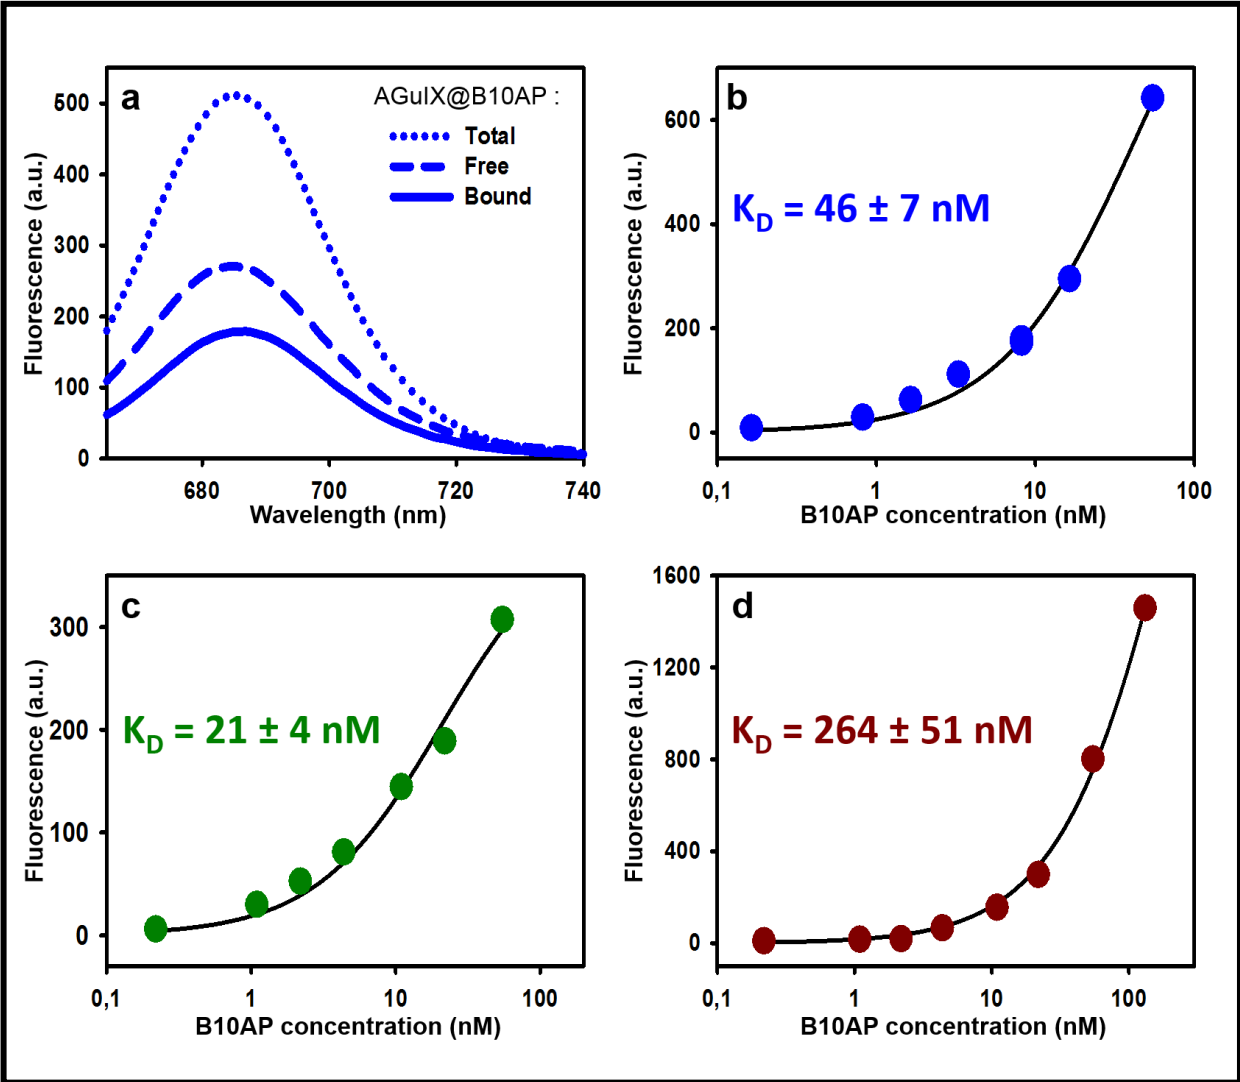 a
AGuIX@B10AP :
Total
Free
Bound
500
400
300
200
100
0
680
700
720
740
Fluorescence (a.u.)
Wavelength (nm)
b
K_D = 46 ± 7 nM
600
400
200
0
0,1
1
10
100
Fluorescence (a.u.)
B10AP concentration (nM)
c
K_D = 21 ± 4 nM
300
200
100
0
0,1
1
10
100
Fluorescence (a.u.)
B10AP concentration (nM)
d
K_D = 264 ± 51 nM
1600
1200
800
400
0
0,1
1
10
100
Fluorescence (a.u.)
B10AP concentration (nM)